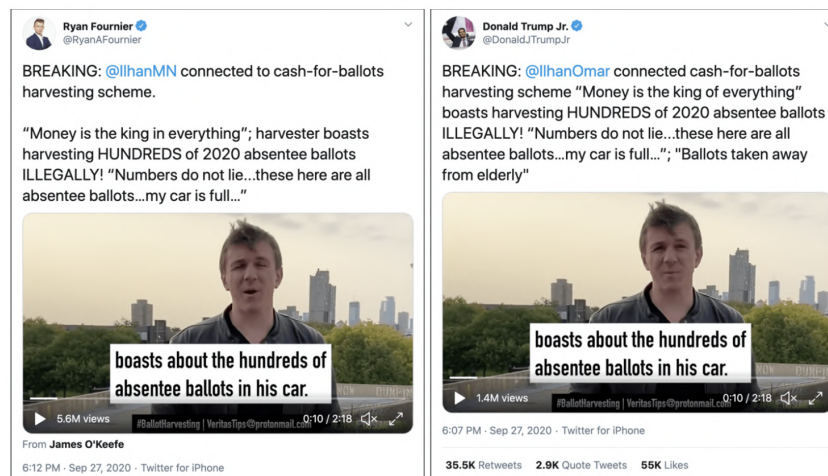 Ryan Fournier
@RyanAFournier
BREAKING: @IlhanMN connected to cash-for-ballots
harvesting scheme.
“Money is the king in everything”; harvester boasts
harvesting HUNDREDS of 2020 absentee ballots
ILLEGALLY! “Numbers do not lie...these here are all
absentee ballots...my car is full...”
boasts about the hundreds of
absentee ballots in his car.
5.6M views
#BallotHarvesting | VeritasTips@protonmail.com
0:10 / 2:18
From James O'Keefe
6:12 PM · Sep 27, 2020 · Twitter for iPhone
Donald Trump Jr.
@DonaldJTrumpJr
BREAKING: @IlhanOmar connected cash-for-ballots
harvesting scheme “Money is the king of everything”
boasts harvesting HUNDREDS of 2020 absentee ballots
ILLEGALLY! “Numbers do not lie...these here are all
absentee ballots...my car is full...”; "Ballots taken away
from elderly"
boasts about the hundreds of
absentee ballots in his car.
1.4M views
#BallotHarvesting | VeritasTips@protonmail.com
0:10 / 2:18
6:07 PM · Sep 27, 2020 · Twitter for iPhone
35.5K Retweets 2.9K Quote Tweets 55K Likes